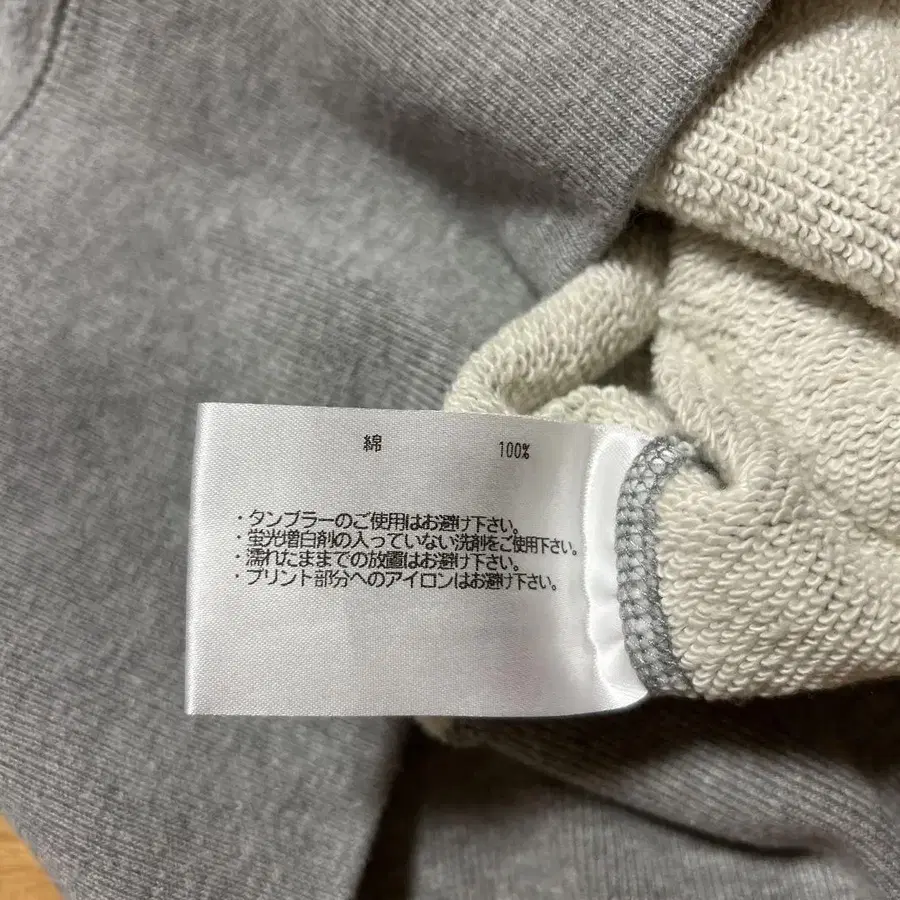 綿 100%
・タンブラーのご使用はお避け下さい。
・蛍光増白剤の入っていない洗剤をご使用下さい。
・濡れたままでの放置はお避け下さい。
・プリント部分へのアイロンはお避け下さい。